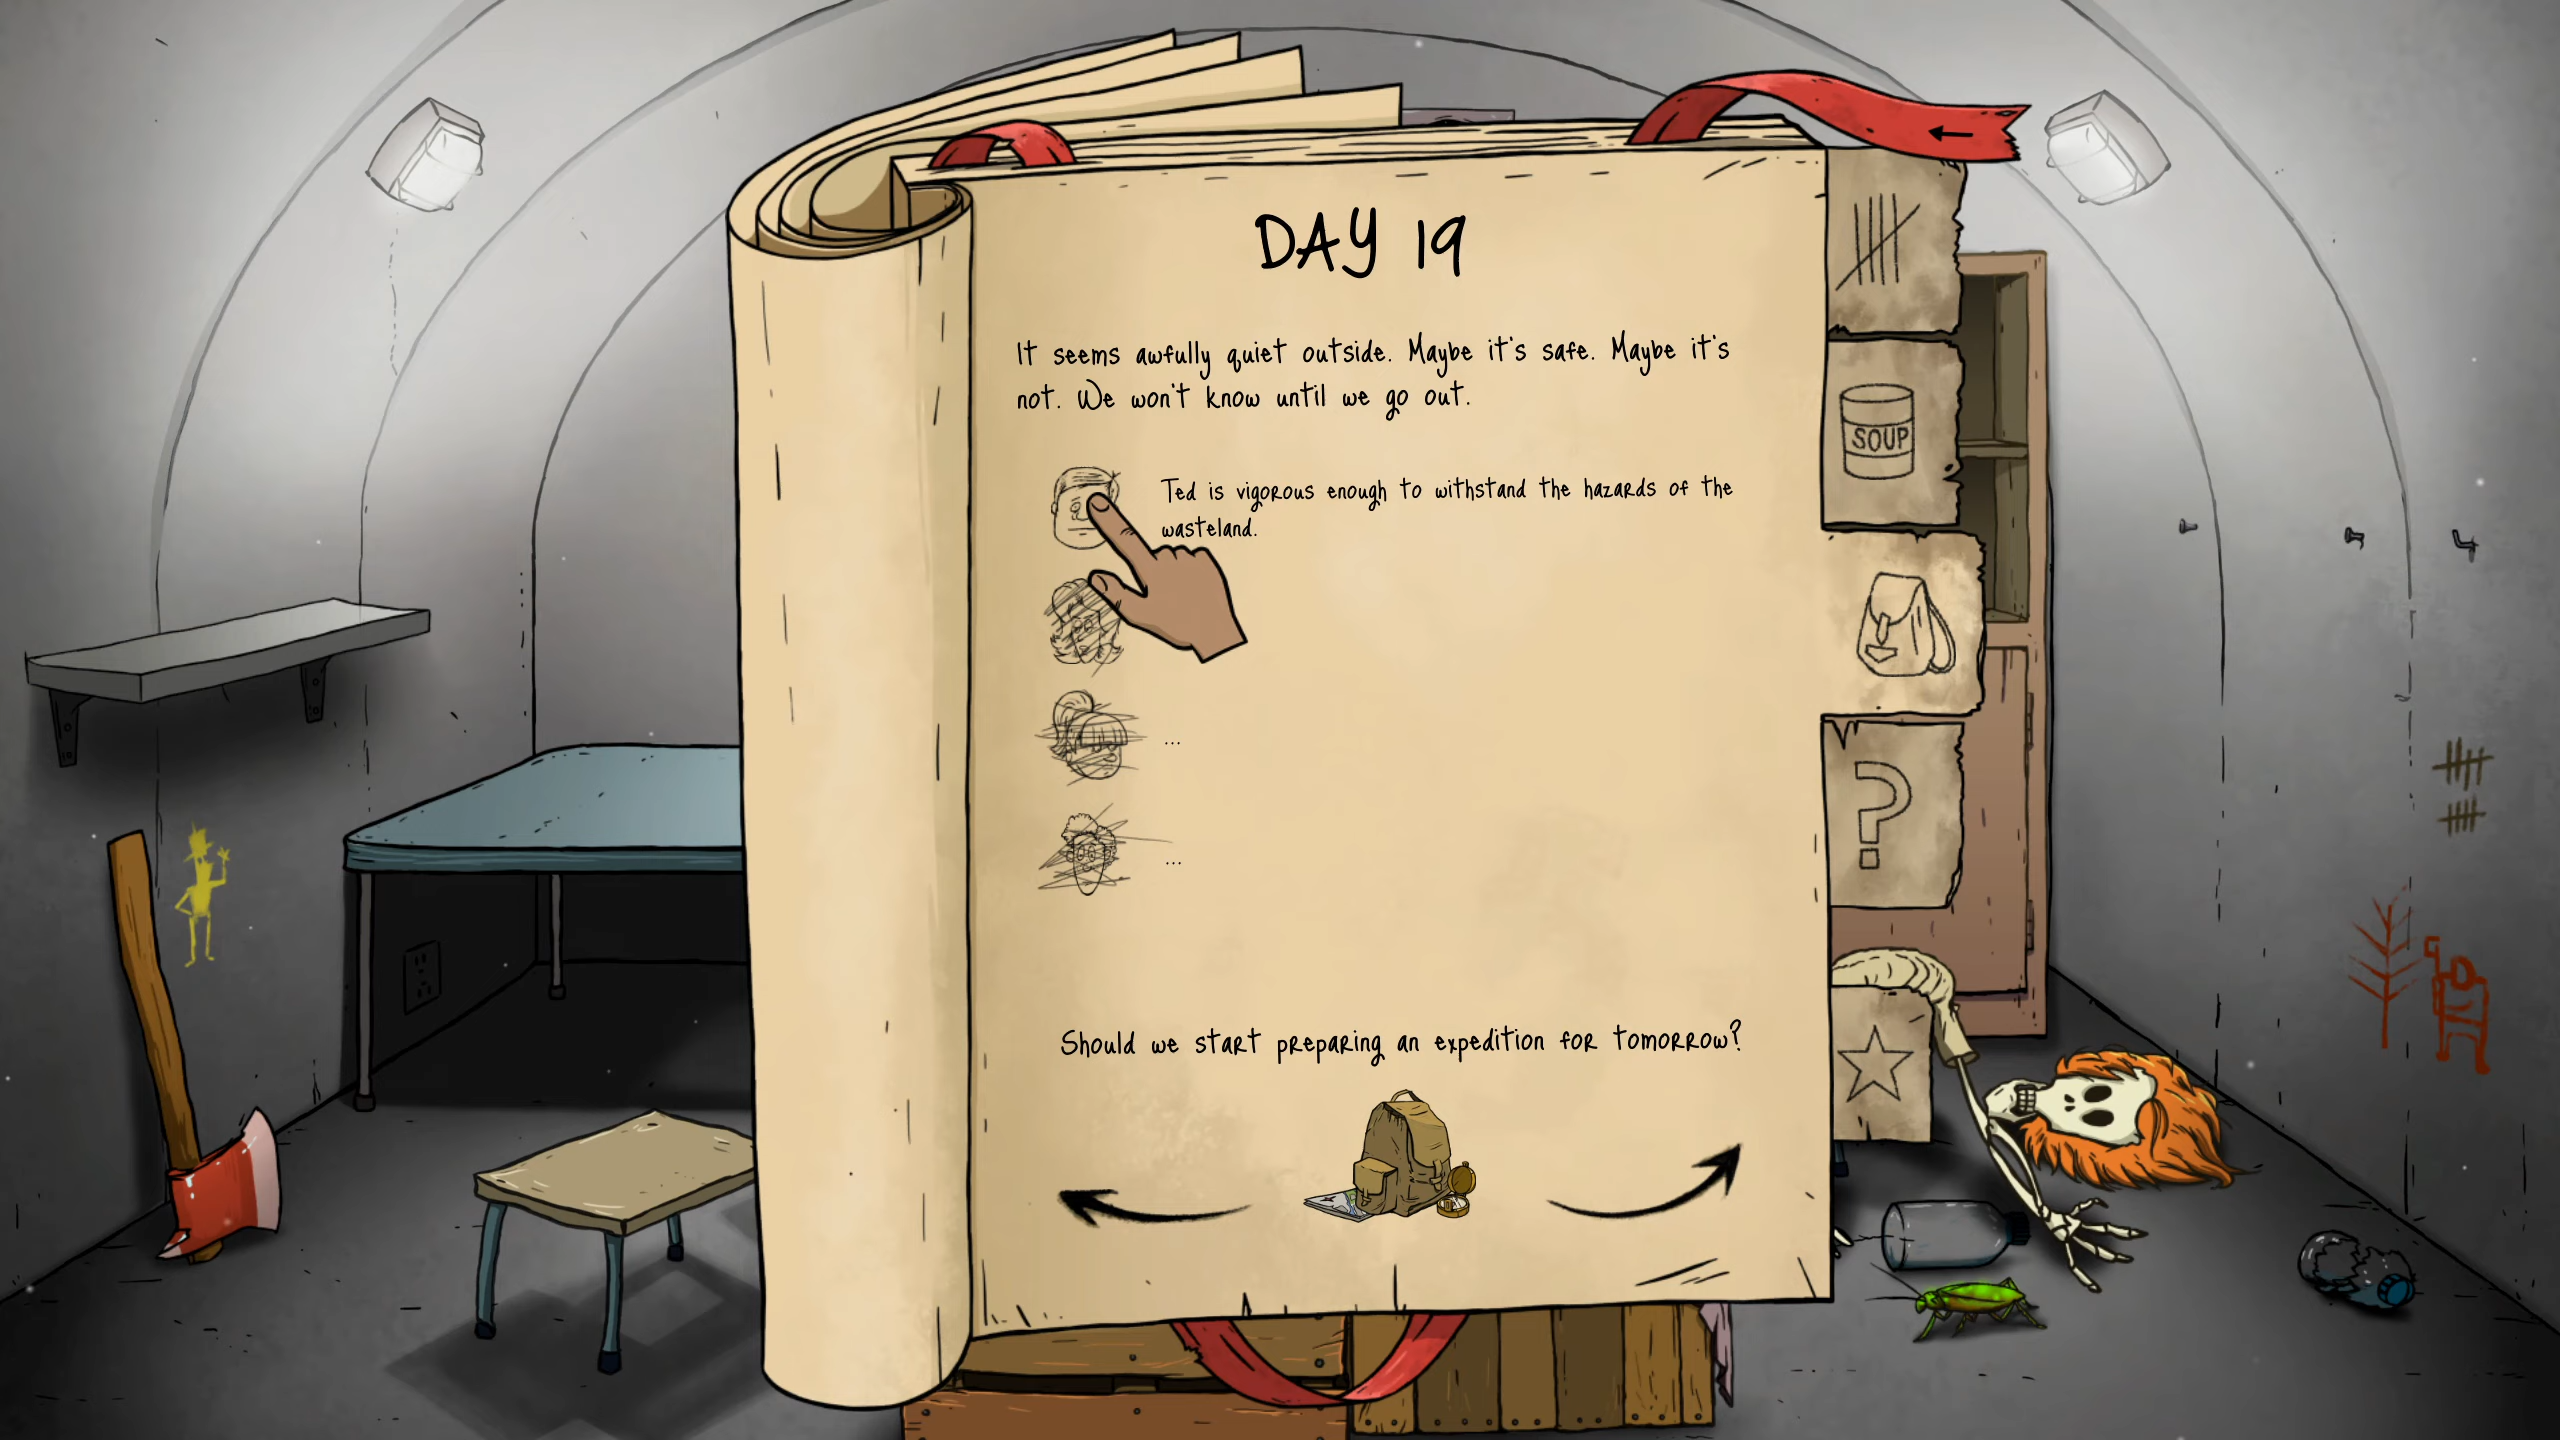 DAY 19
It seems awfully quiet outside. Maybe it's safe. Maybe it's
not. We won't know until we go out.
Ted is vigorous enough to withstand the hazards of the
wasteland.
...
...
Should we start preparing an expedition for tomorrow?
SOUP
?